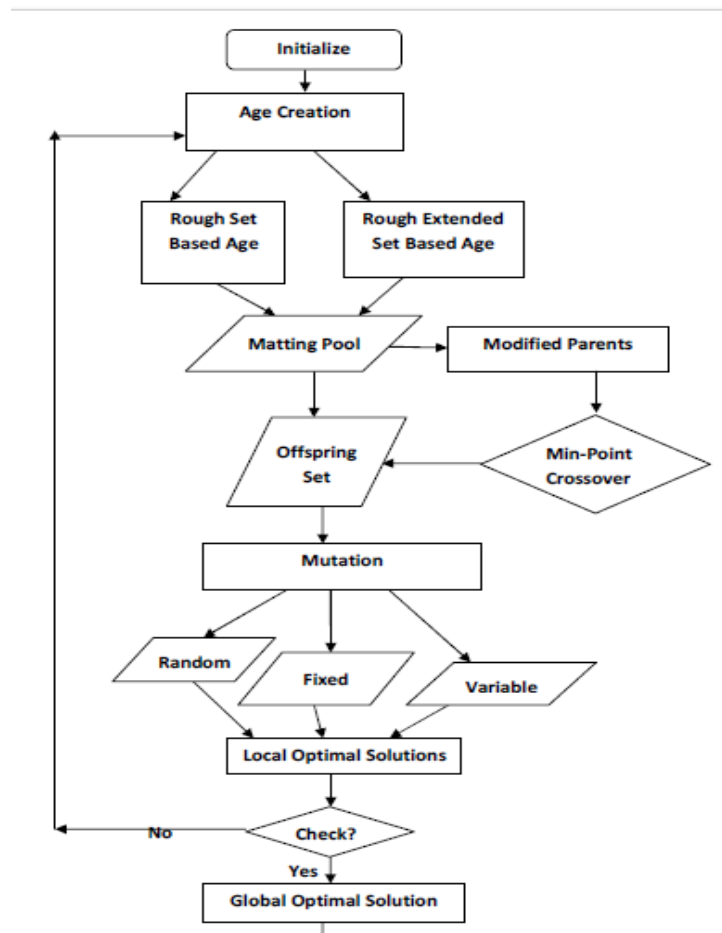 Initialize
Age Creation
Rough Set
Based Age
Rough Extended
Set Based Age
Matting Pool
Modified Parents
Offspring
Set
Min-Point
Crossover
Mutation
Random
Fixed
Variable
Local Optimal Solutions
No
Check?
Yes
Global Optimal Solution